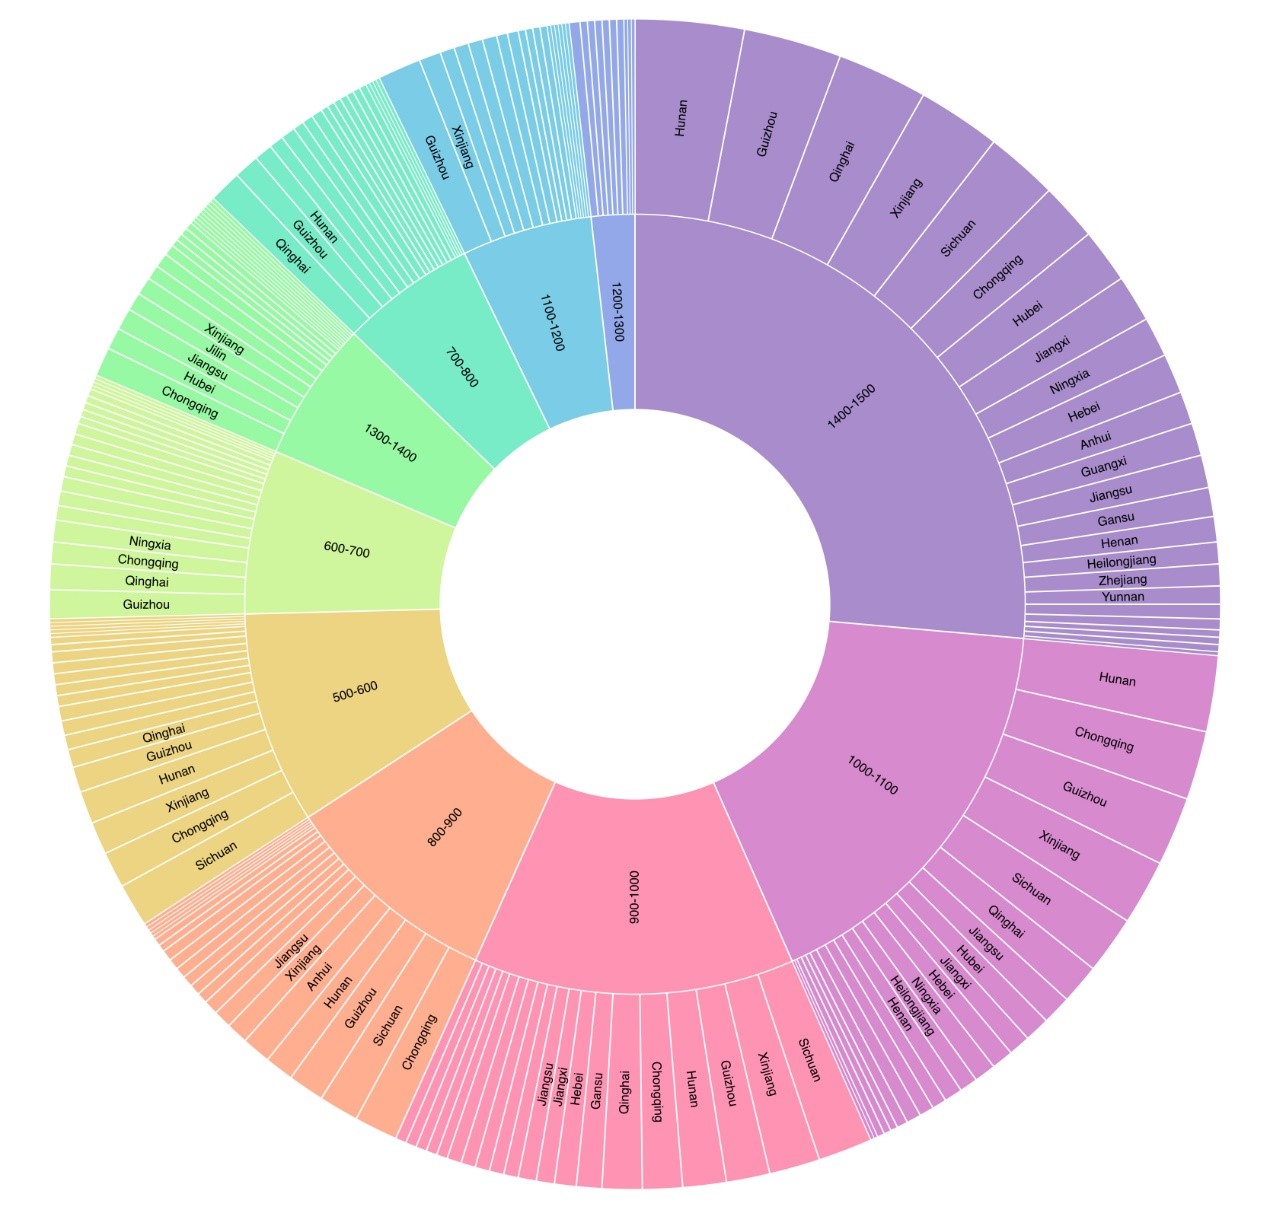 1400-1500
Hunan
Guizhou
Qinghai
Xinjiang
Sichuan
Chongqing
Hubei
Jiangxi
Ningxia
Hebei
Anhui
Guangxi
Jiangsu
Gansu
Henan
Heilongjiang
Zhejiang
Yunnan
1000-1100
Hunan
Chongqing
Guizhou
Xinjiang
Sichuan
Qinghai
Jiangsu
Hubei
Jiangxi
Hebei
Ningxia
Heilongjiang
Henan
900-1000
Sichuan
Xinjiang
Guizhou
Hunan
Chongqing
Qinghai
Gansu
Hebei
Jiangxi
Jiangsu
800-900
Chongqing
Sichuan
Guizhou
Hunan
Anhui
Xinjiang
Jiangsu
500-600
Sichuan
Chongqing
Xinjiang
Hunan
Guizhou
Qinghai
600-700
Guizhou
Qinghai
Chongqing
Ningxia
1300-1400
Chongqing
Hubei
Jiangsu
Jilin
Xinjiang
700-800
Qinghai
Guizhou
Hunan
1100-1200
Guizhou
Xinjiang
1200-1300